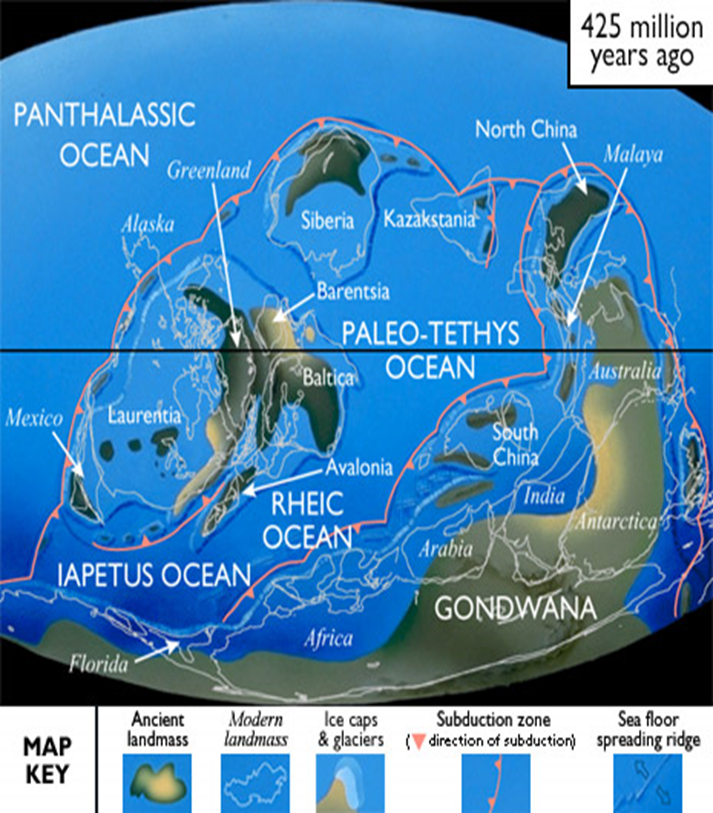 425 million
years ago
PANTHALASSIC
OCEAN
Greenland
North China
Malaya
Alaska
Siberia
Kazakstania
Barentsia
PALEO-TETHYS
OCEAN
Australia
Baltica
Mexico
Laurentia
South
China
Avalonia
India
RHEIC
OCEAN
Antarctica
Arabia
IAPETUS OCEAN
GONDWANA
Africa
Florida
MAP
KEY
Ancient
landmass
Modern
landmass
Ice caps
& glaciers
Subduction zone
(▼ direction of subduction)
Sea floor
spreading ridge